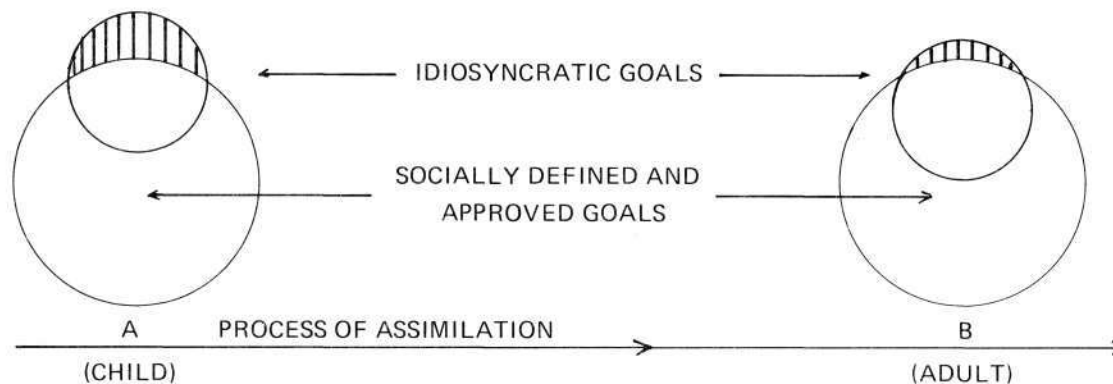 IDIOSYNCRATIC GOALS
SOCIALLY DEFINED AND
APPROVED GOALS
A PROCESS OF ASSIMILATION B
(CHILD) (ADULT)